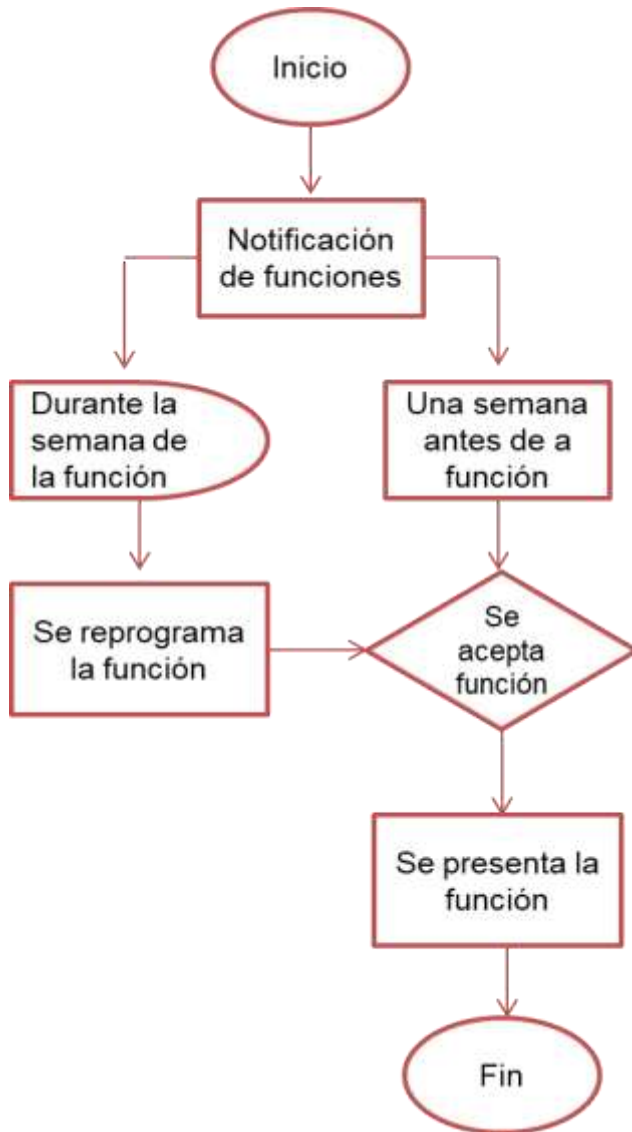 Inicio
Notificación
de funciones
Durante la
semana de
la función
Una semana
antes de a
función
Se reprograma
la función
Se
acepta
función
Se presenta la
función
Fin